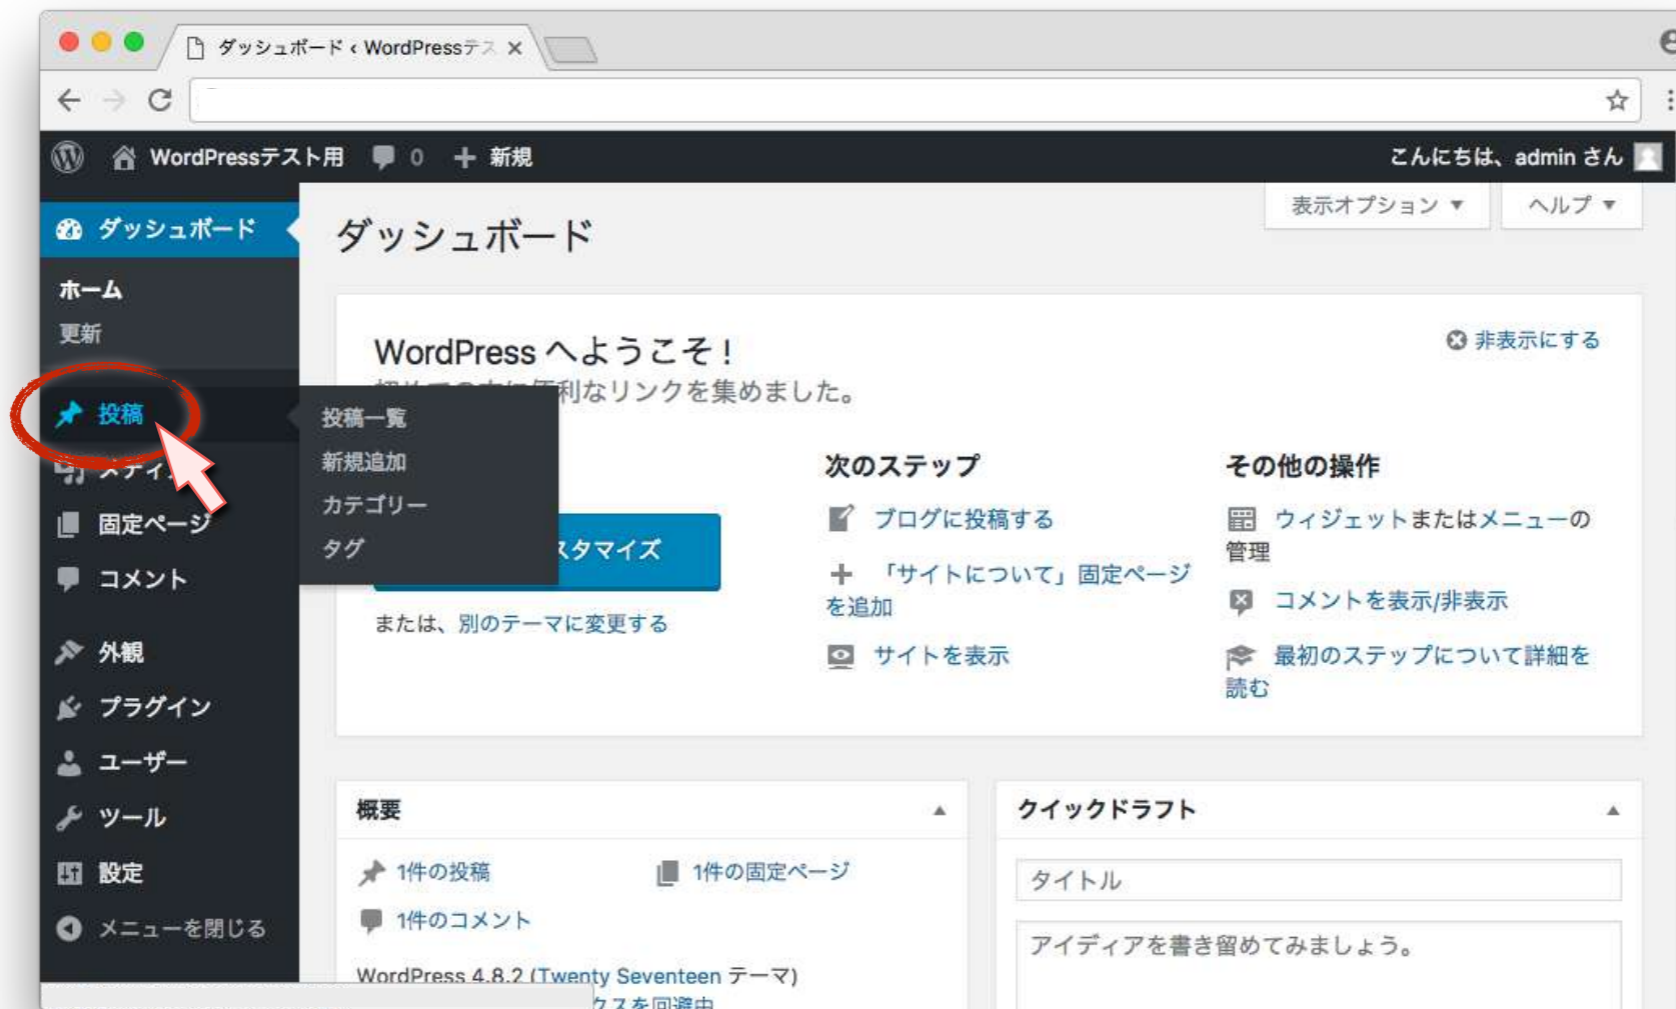 ダッシュボード ‹ WordPressテス
WordPressテスト用 0 新規 こんにちは、admin さん
表示オプション ヘルプ
ダッシュボード
ダッシュボード
ホーム
更新
投稿
固定ページ
コメント
外観
プラグイン
ユーザー
ツール
設定
メニューを閉じる
投稿一覧
新規追加
カテゴリー
タグ
WordPress へようこそ !
非表示にする
利なリンクを集めました。
スタマイズ
または、別のテーマに変更する
次のステップ
ブログに投稿する
「サイトについて」固定ページ
を追加
サイトを表示
その他の操作
ウィジェットまたはメニューの
管理
コメントを表示/非表示
最初のステップについて詳細を
読む
概要
1件の投稿 1件の固定ページ
1件のコメント
WordPress 4.8.2 (Twenty Seventeen テーマ)
クスを回避中
クイックドラフト
タイトル
アイディアを書き留めてみましょう。